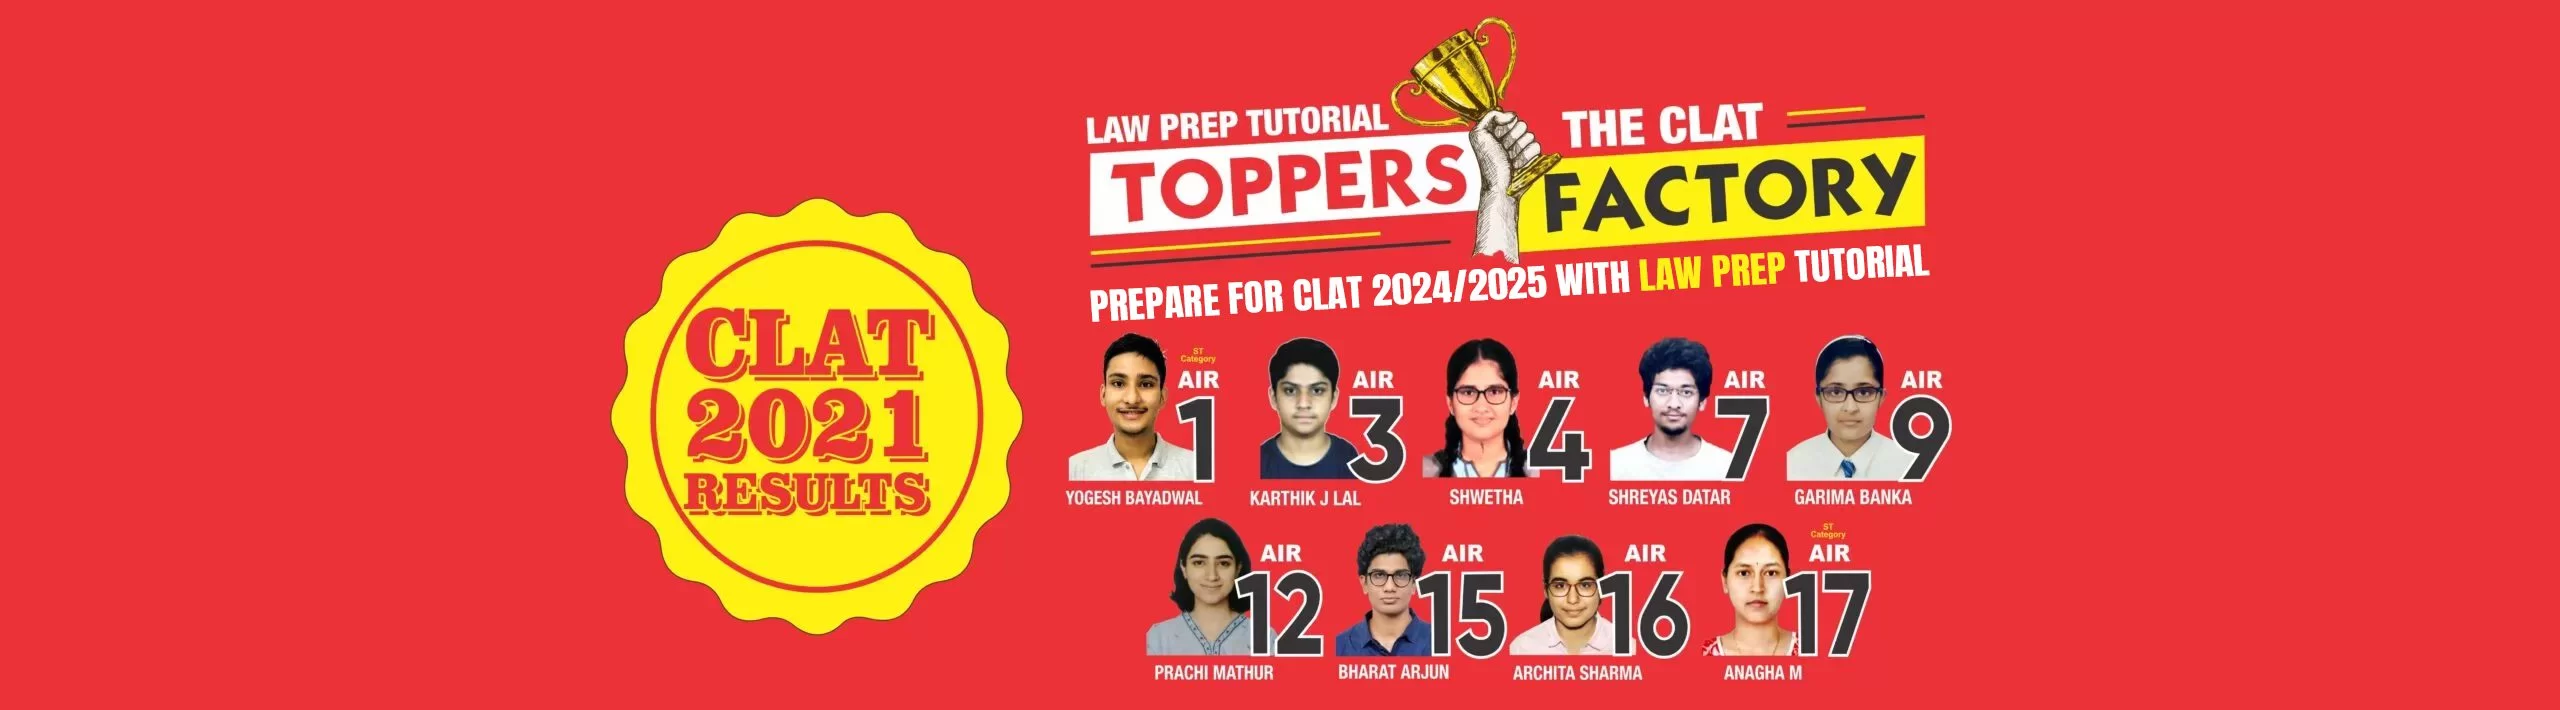 CLAT
2021
RESULTS
LAW PREP TUTORIAL
TOPPERS
THE CLAT
FACTORY
PREPARE FOR CLAT 2024/2025 WITH LAW PREP TUTORIAL
ST
Category
AIR
1
YOGESH BAYADWAL
AIR
3
KARTHIK J LAL
AIR
4
SHWETHA
AIR
7
SHREYAS DATAR
AIR
9
GARIMA BANKA
AIR
12
PRACHI MATHUR
AIR
15
BHARAT ARJUN
AIR
16
ARCHITA SHARMA
ST
Category
AIR
17
ANAGHA M